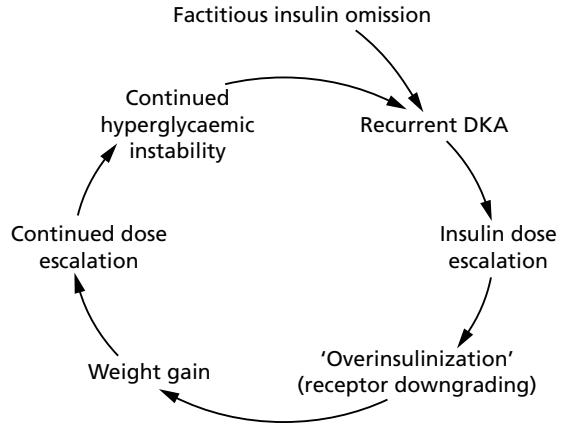 Factitious insulin omission
Continued
hyperglycaemic
instability
Recurrent DKA
Continued dose
escalation
Insulin dose
escalation
Weight gain
‘Overinsulinization’
(receptor downgrading)